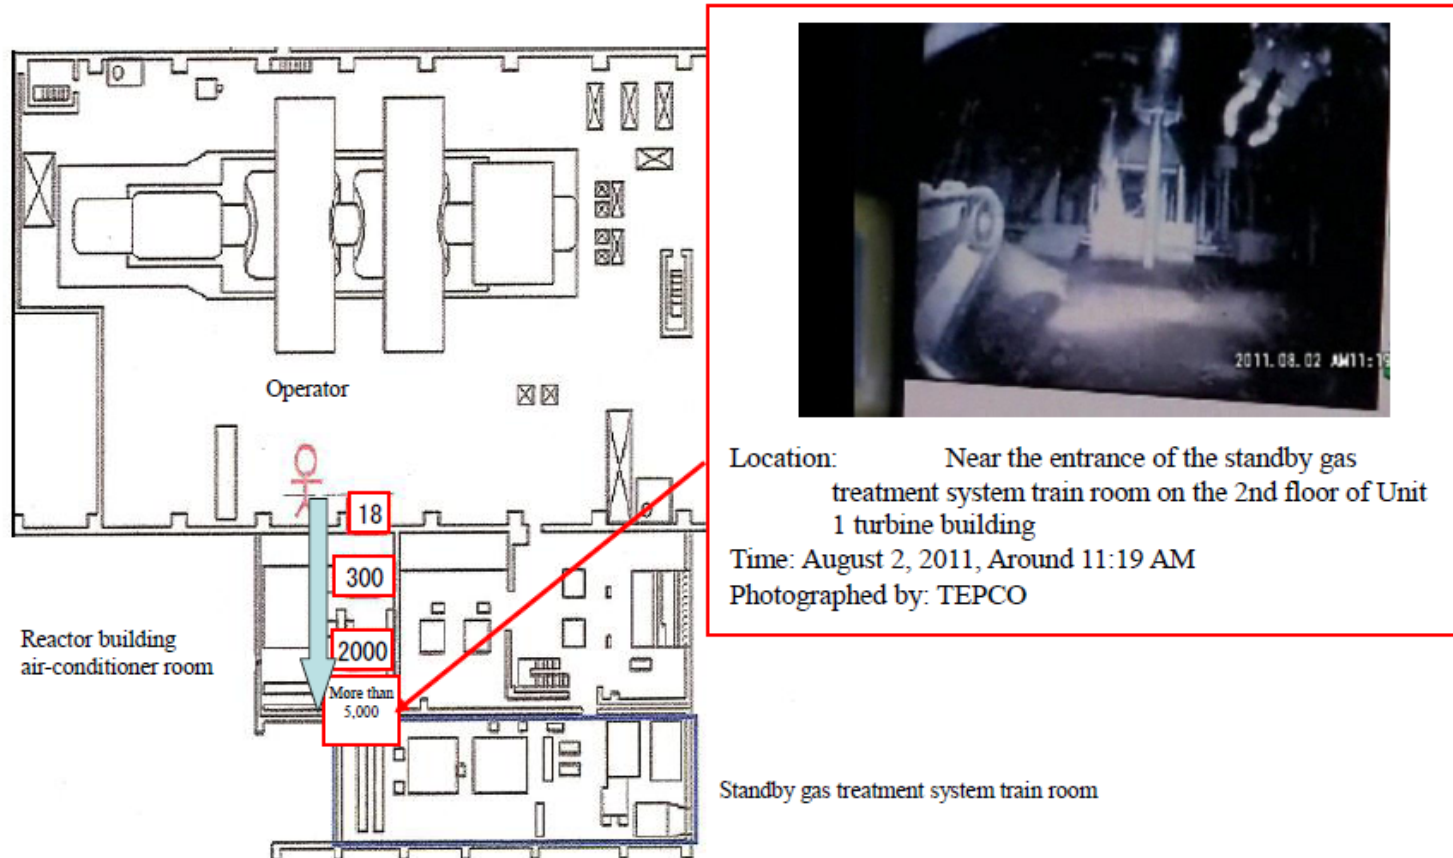 2011.08.02 AM11:19
Operator
18
300
2000
More than
5,000
Reactor building
air-conditioner room
Location: Near the entrance of the standby gas
treatment system train room on the 2nd floor of Unit
1 turbine building
Time: August 2, 2011, Around 11:19 AM
Photographed by: TEPCO
Standby gas treatment system train room